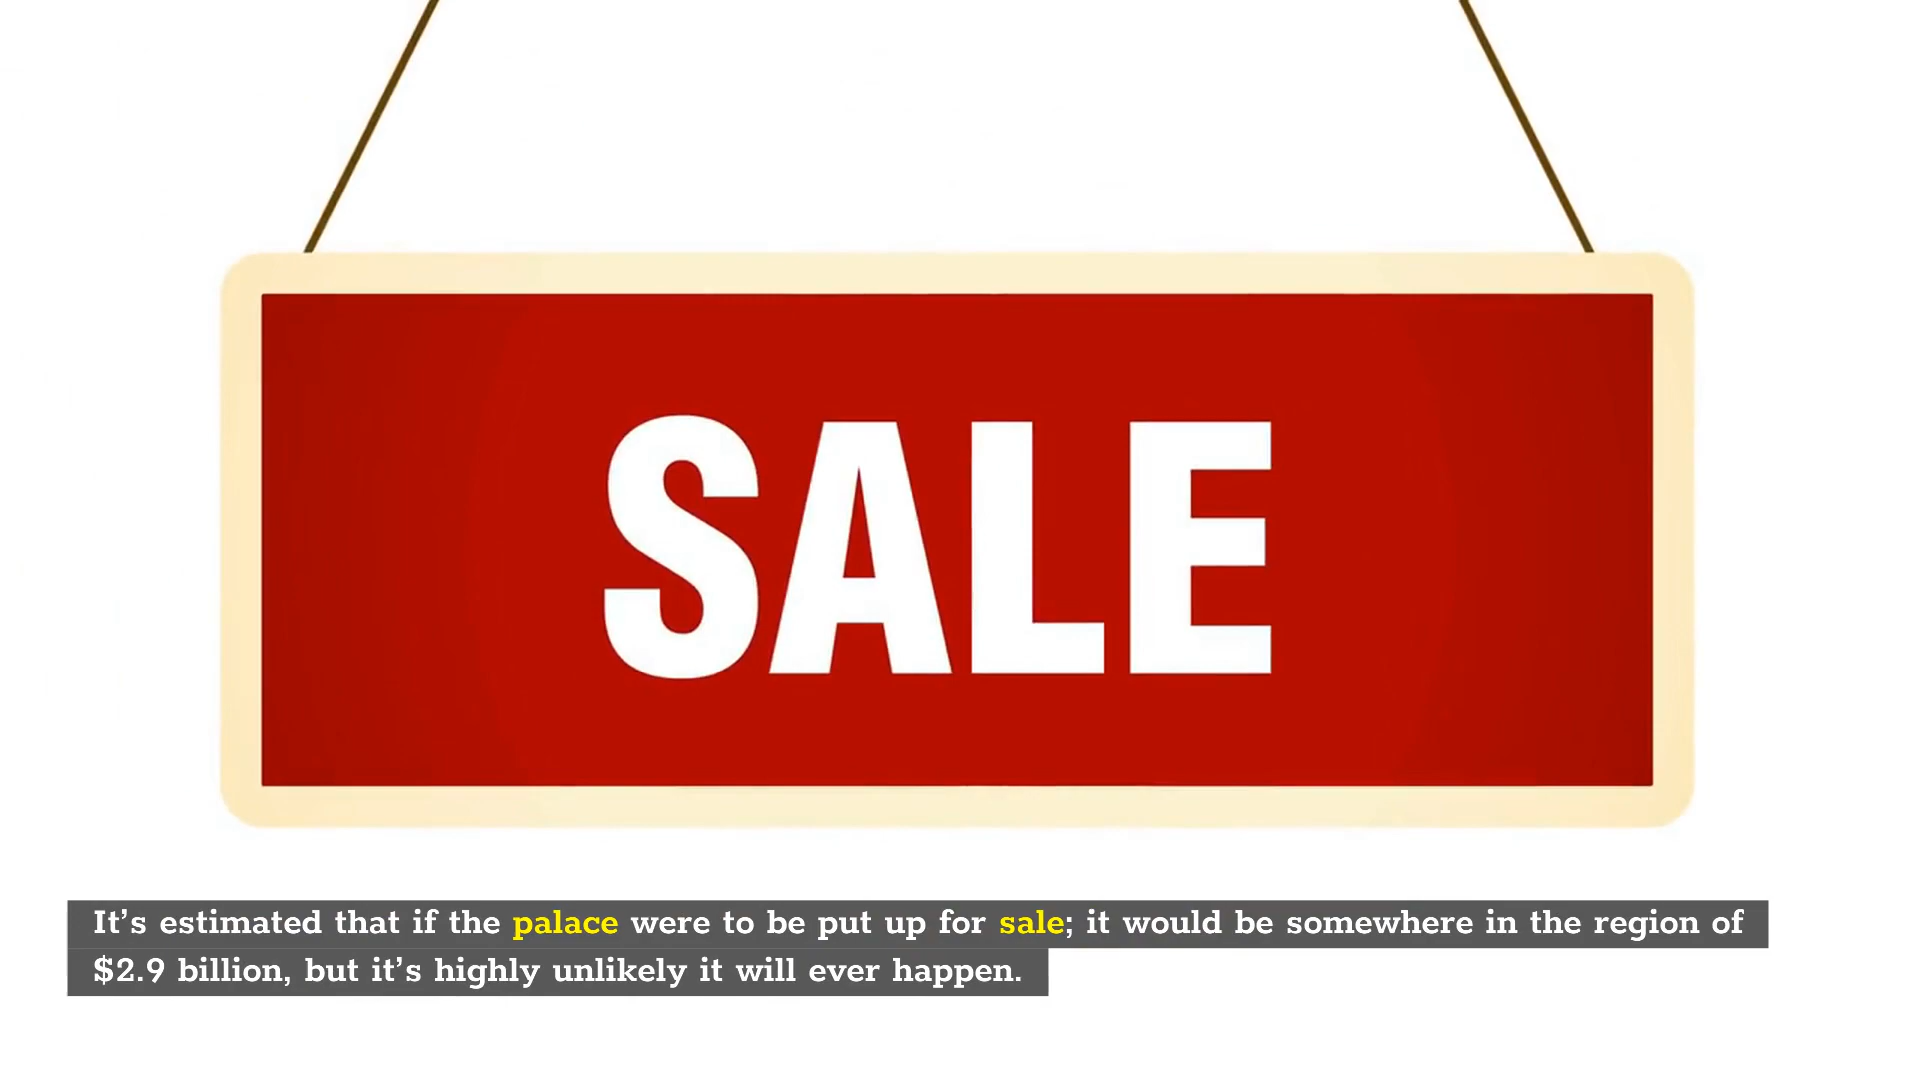 SALE
It’s estimated that if the palace were to be put up for sale; it would be somewhere in the region of
$2.9 billion, but it’s highly unlikely it will ever happen.